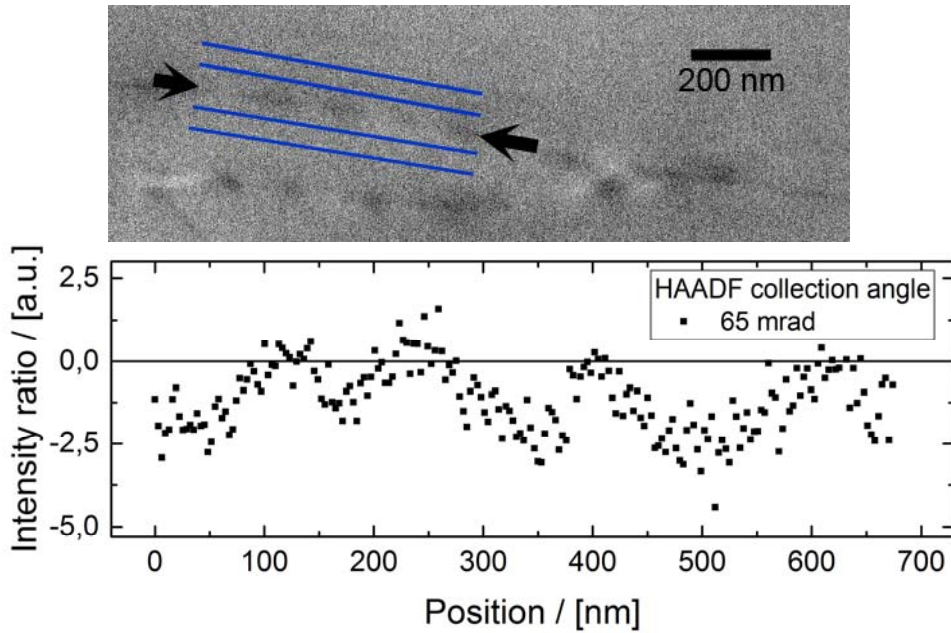 200 nm
2,5
0,0
-2,5
-5,0
Intensity ratio / [a.u.]
HAADF collection angle
65 mrad
0 100 200 300 400 500 600 700
Position / [nm]